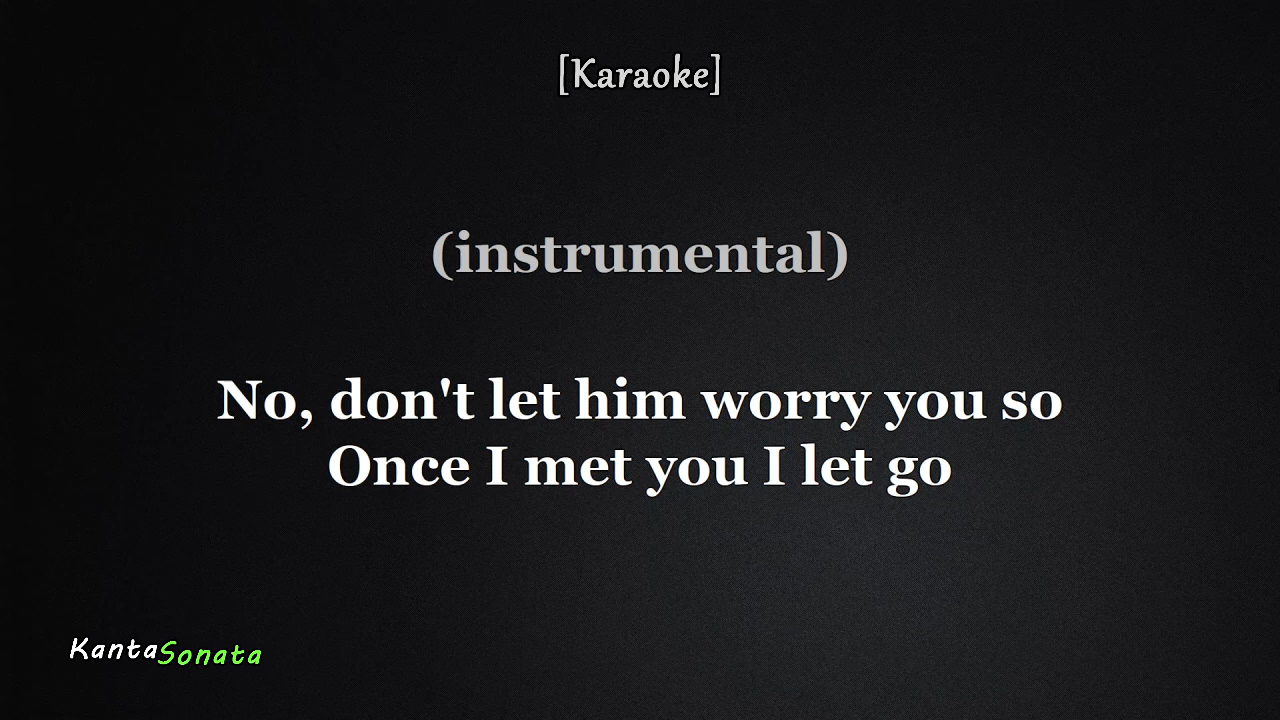 [Karaoke]
(instrumental)
No, don't let him worry you so
Once I met you I let go
KantaSonata